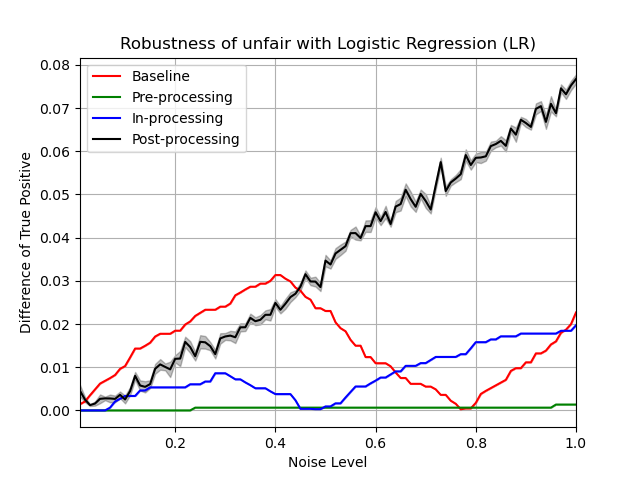 Robustness of unfair with Logistic Regression (LR)
0.08
0.07
0.06
0.05
0.04
0.03
0.02
0.01
0.00
Difference of True Positive
Baseline
Pre-processing
In-processing
Post-processing
0.2 0.4 0.6 0.8 1.0
Noise Level